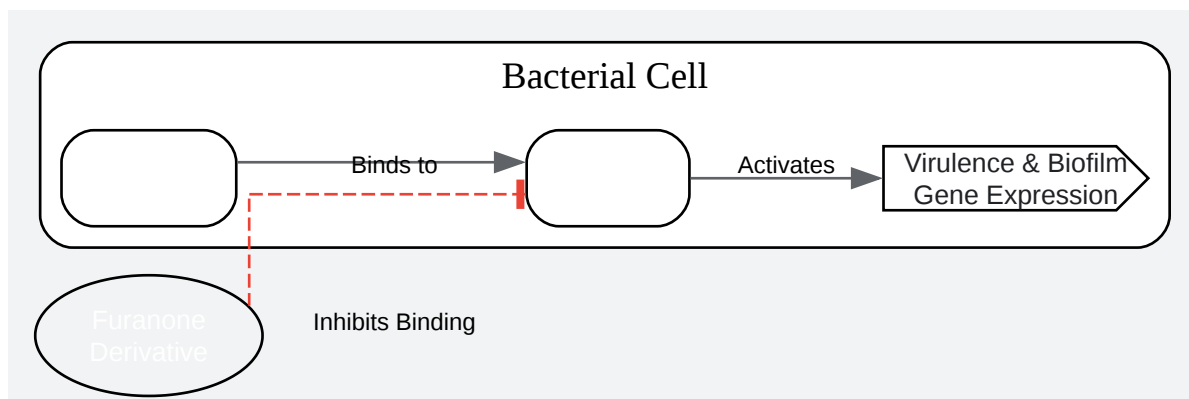 Bacterial Cell
Binds to
Activates
Virulence & Biofilm
Gene Expression
Furanone
Derivative
Inhibits Binding